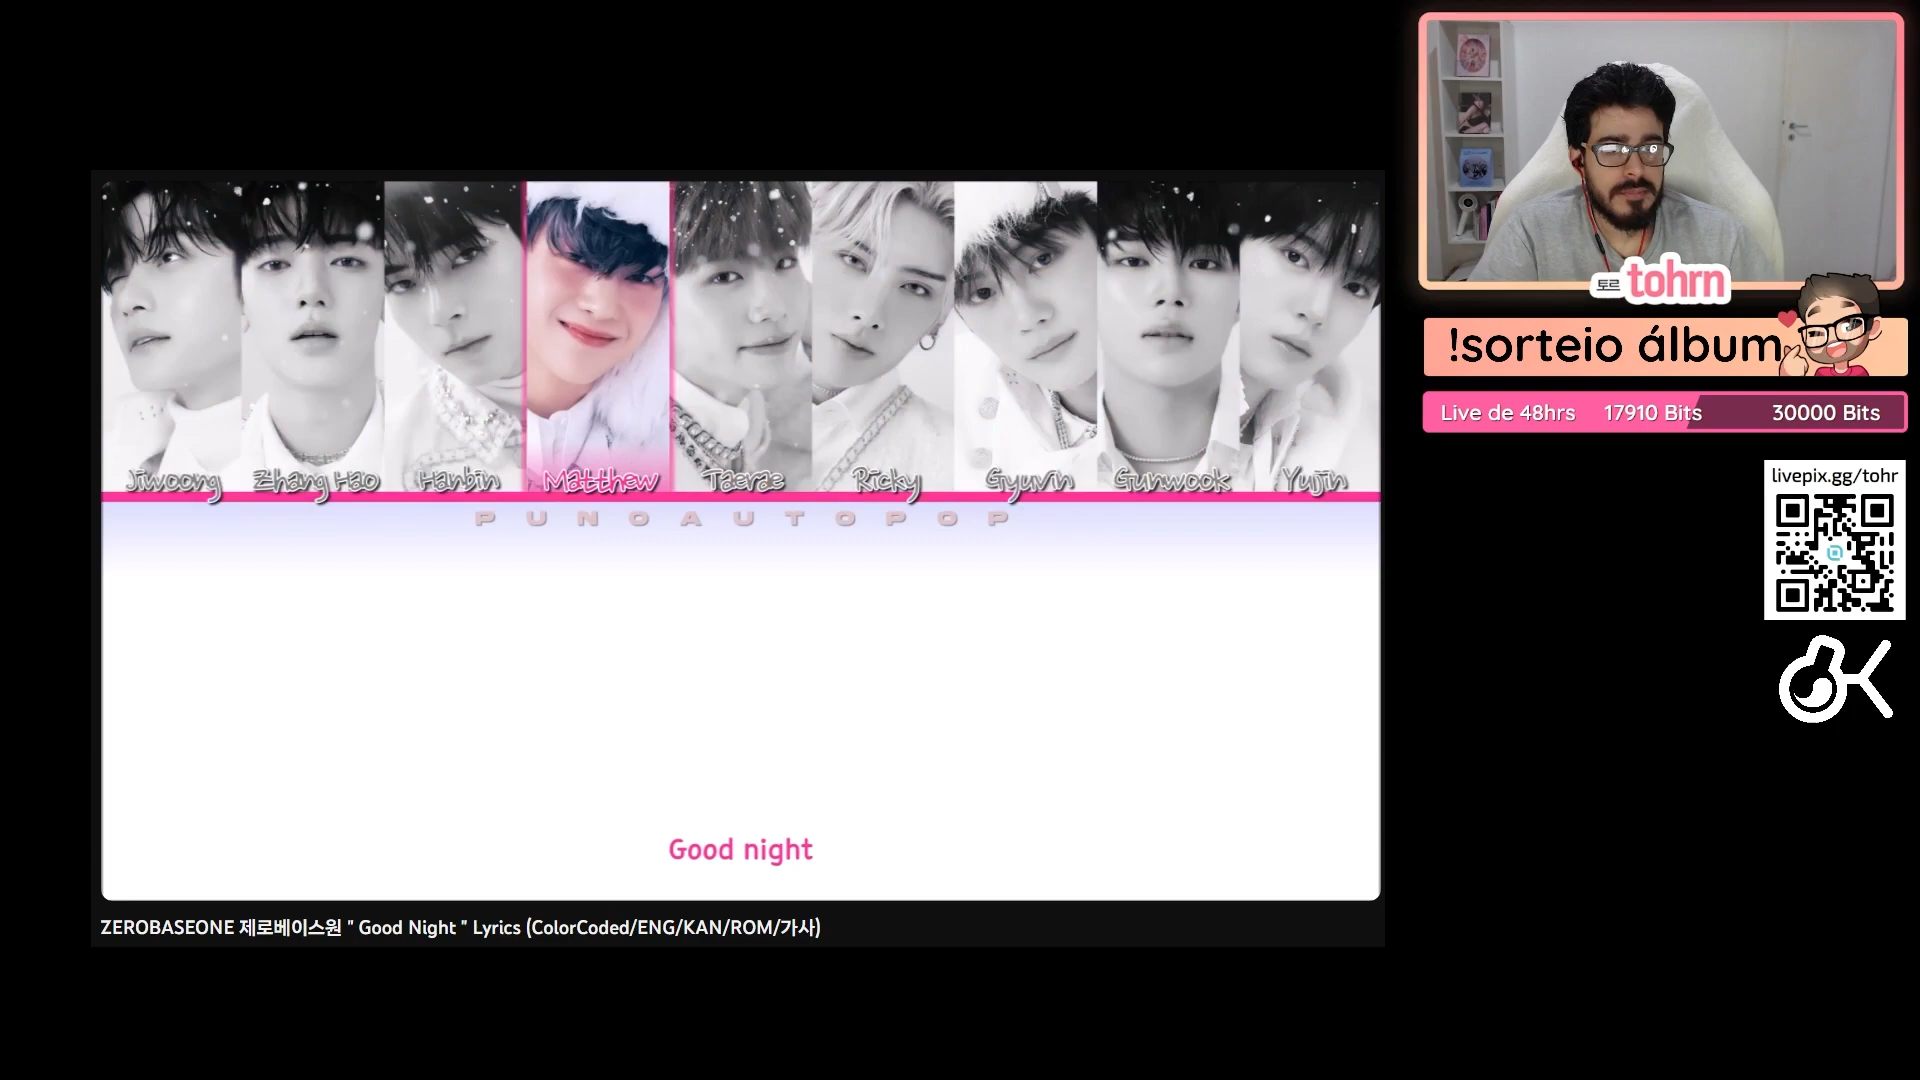 Jiwoong
Zhang Hao
Hanbin
Matthew
Taerae
Ricky
Gyuvin
Gunwook
Yujin
PUNOAUTOPOP
Good night
ZEROBASEONE 제로베이스원 " Good Night " Lyrics (ColorCoded/ENG/KAN/ROM/가사)
토르 tohrn
!sorteio álbum
Live de 48hrs 17910 Bits 30000 Bits
livepix.gg/tohr